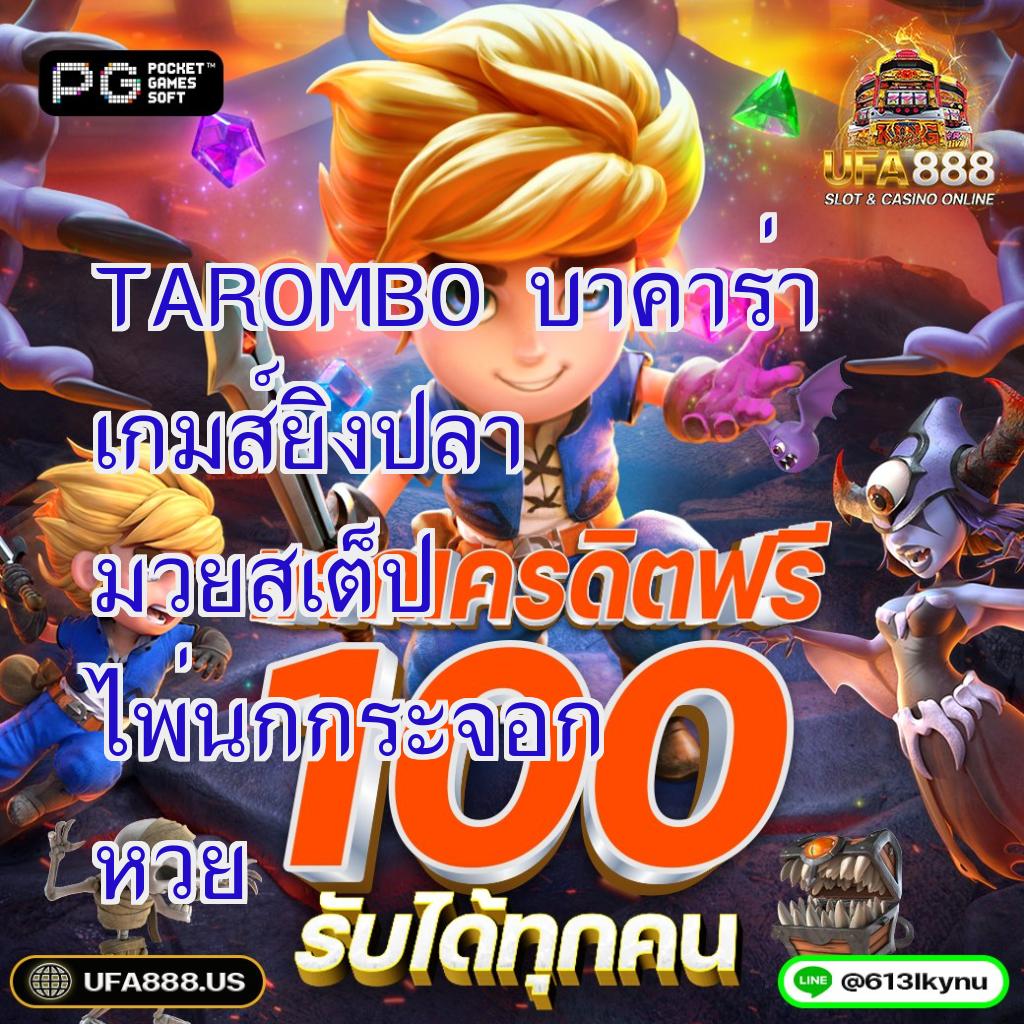 PG POCKET GAMES SOFT™
UFA888
SLOT & CASINO ONLINE
TAROMBO บาคาร่า
เกมส์ยิงปลา
มวยสเต็ป
เครดิตฟรี
100
ไพ่นกกระจอก
หวย
รับได้ทุกคน
UFA888.US
LINE @613lkynu